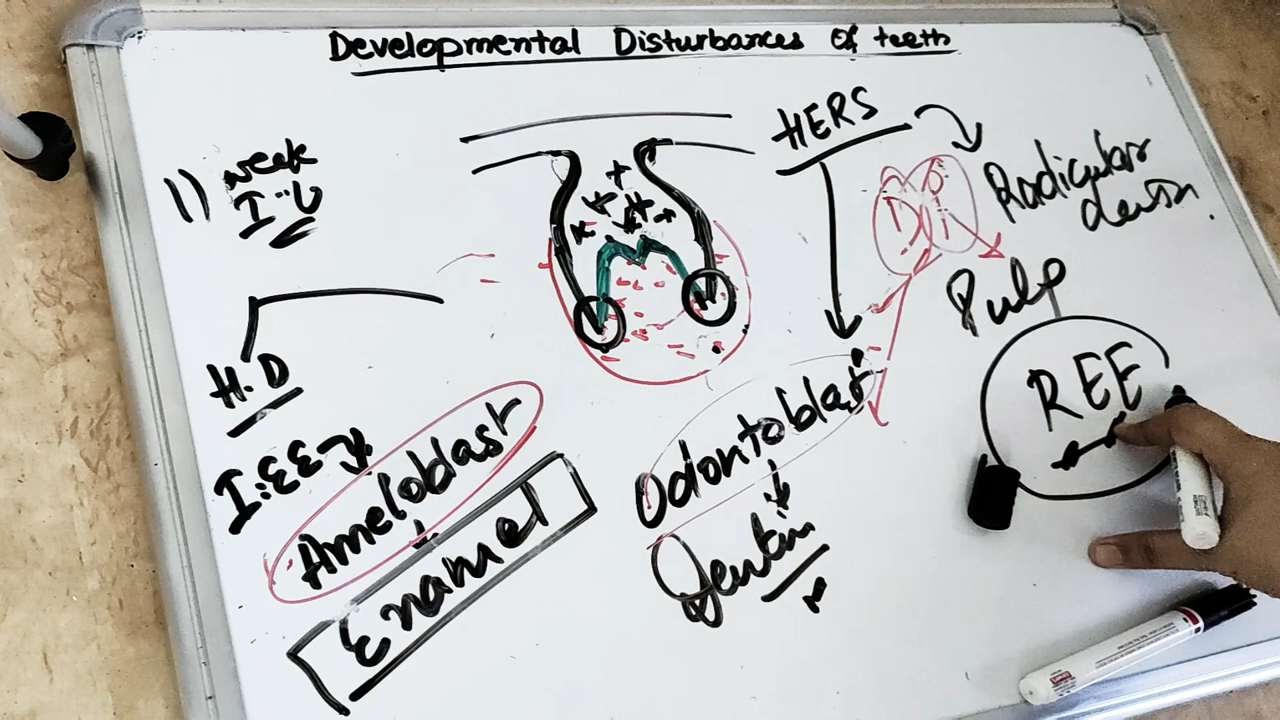 Developmental Disturbances of teeth
HERS
11) week
I.U
Radicular
dentin.
D.P
Pulp
H.D
REE
I.E.E
Ameloblast
Odontoblast
Enamel
Dentin